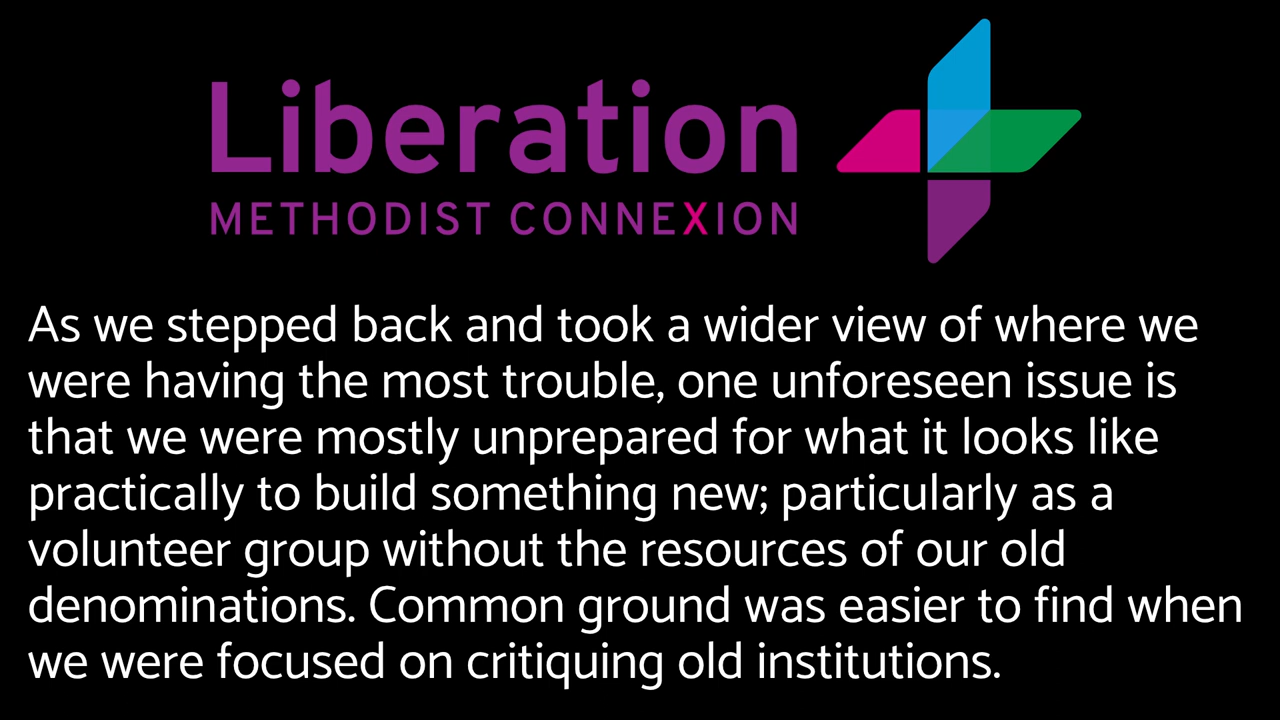 Liberation
METHODIST CONNEXION
As we stepped back and took a wider view of where we
were having the most trouble, one unforeseen issue is
that we were mostly unprepared for what it looks like
practically to build something new; particularly as a
volunteer group without the resources of our old
denominations. Common ground was easier to find when
we were focused on critiquing old institutions.